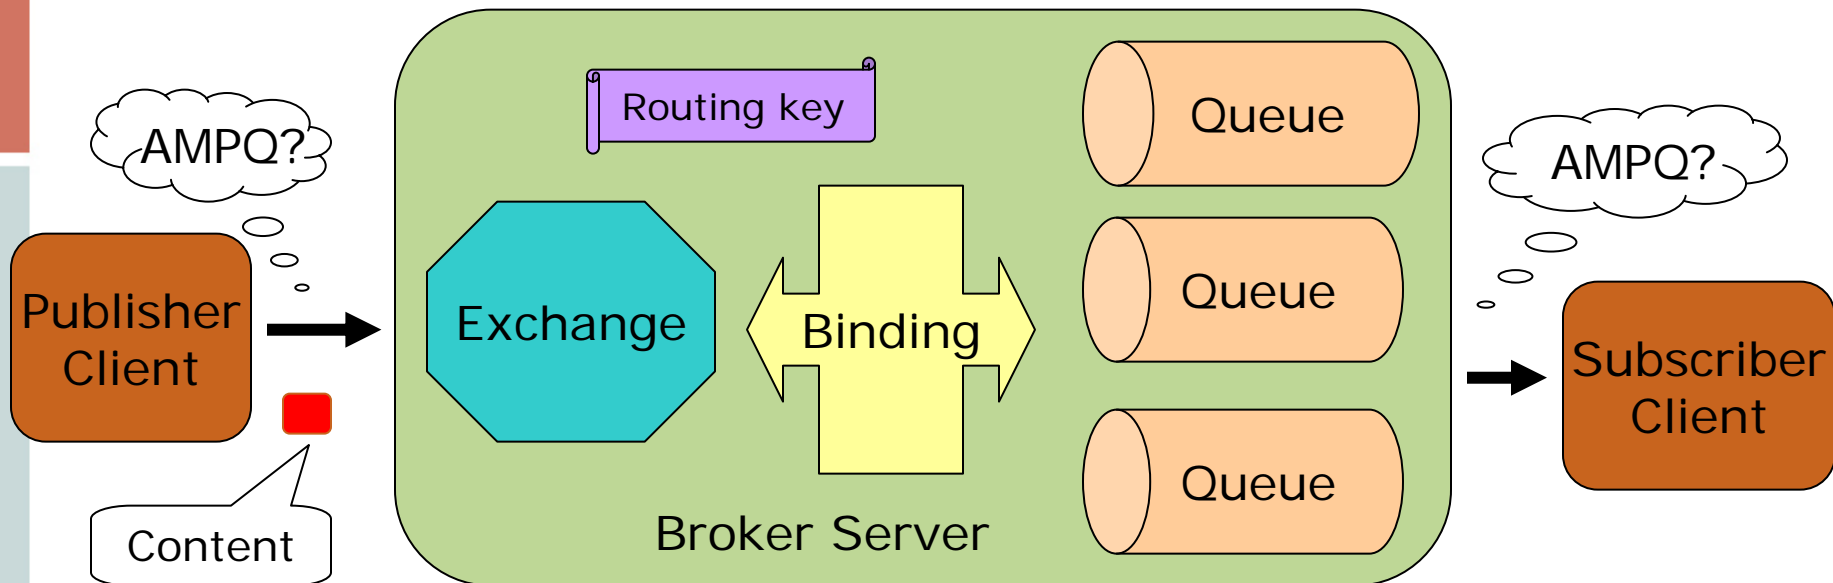 AMPQ?
Publisher
Client
Content
Routing key
Exchange
Binding
Queue
Queue
Queue
Broker Server
AMPQ?
Subscriber
Client